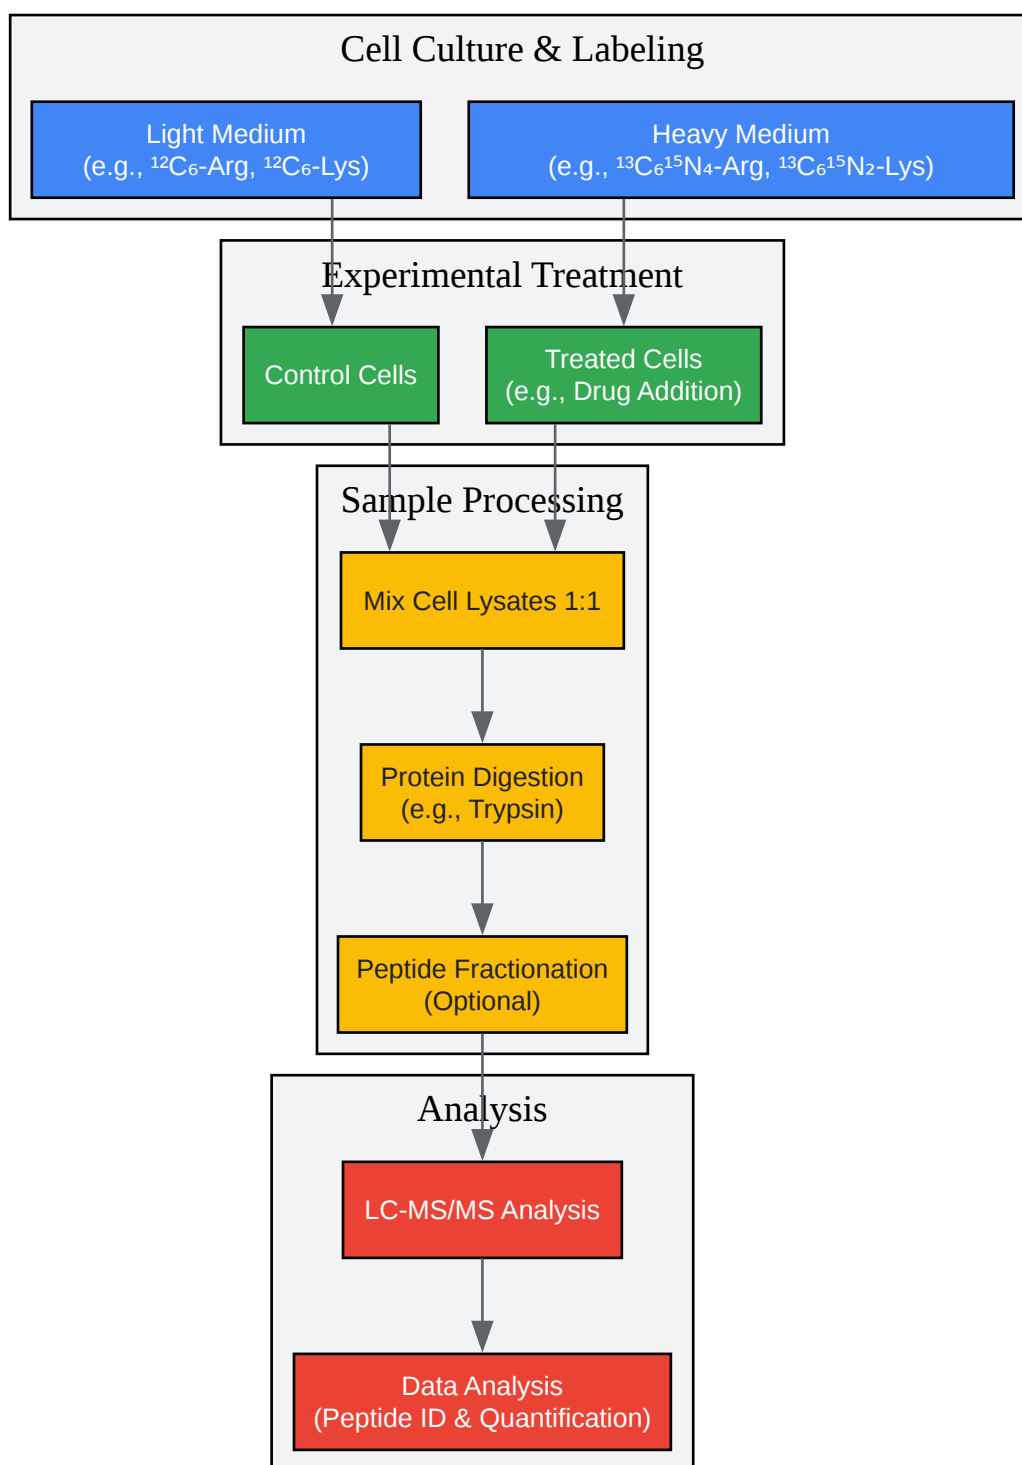 Cell Culture & Labeling
Light Medium
(e.g., ¹²C₆-Arg, ¹²C₆-Lys)
Heavy Medium
(e.g., ¹³C₆¹⁵N₄-Arg, ¹³C₆¹⁵N₂-Lys)
Experimental Treatment
Control Cells
Treated Cells
(e.g., Drug Addition)
Sample Processing
Mix Cell Lysates 1:1
Protein Digestion
(e.g., Trypsin)
Peptide Fractionation
(Optional)
Analysis
LC-MS/MS Analysis
Data Analysis
(Peptide ID & Quantification)